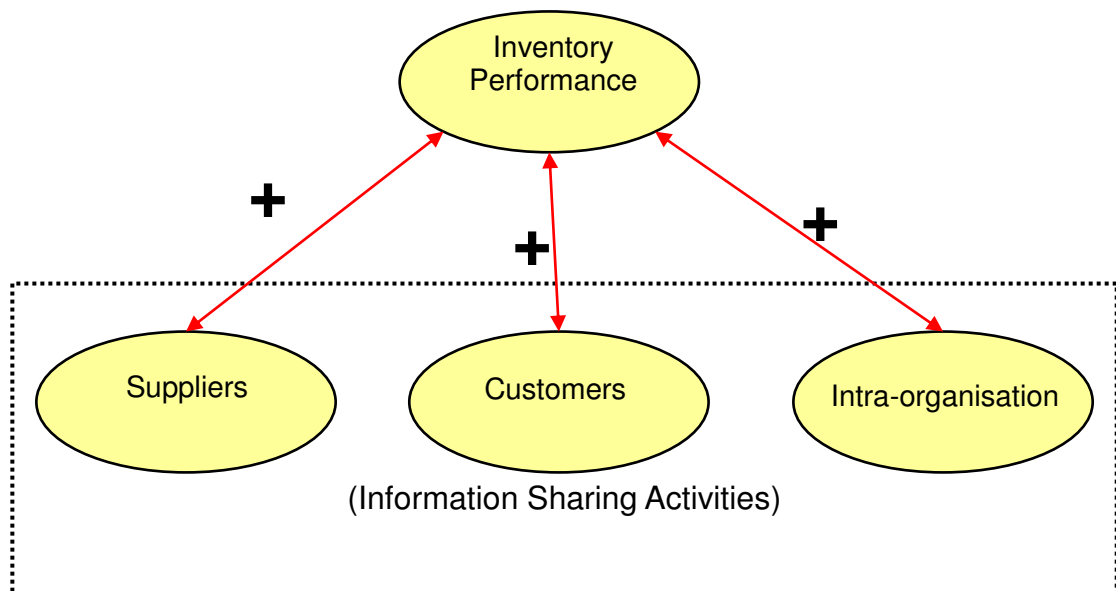 Inventory
Performance
+
+
+
Suppliers
Customers
Intra-organisation
(Information Sharing Activities)